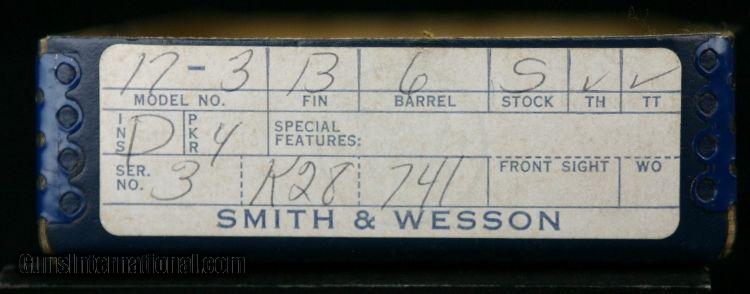 17-3 B 6 S ✓ ✓
MODEL NO. FIN BARREL STOCK TH TT
INS D PKR 4 SPECIAL FEATURES:
SER. NO. 3 K28 741 FRONT SIGHT WO
SMITH & WESSON
GunsInternational.com